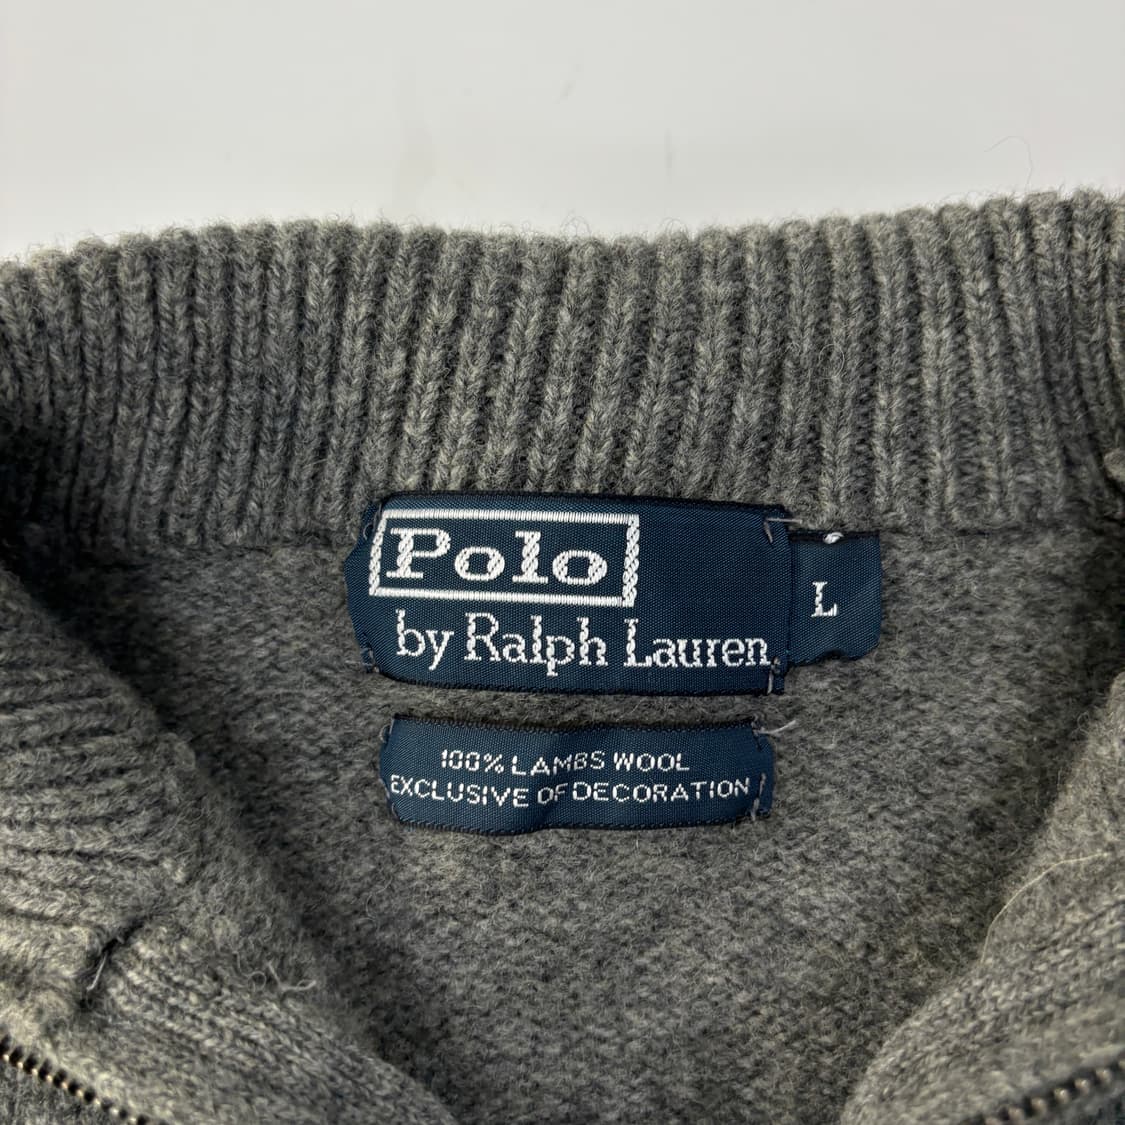 Polo
by Ralph Lauren
L
100% LAMBS WOOL
EXCLUSIVE OF DECORATION